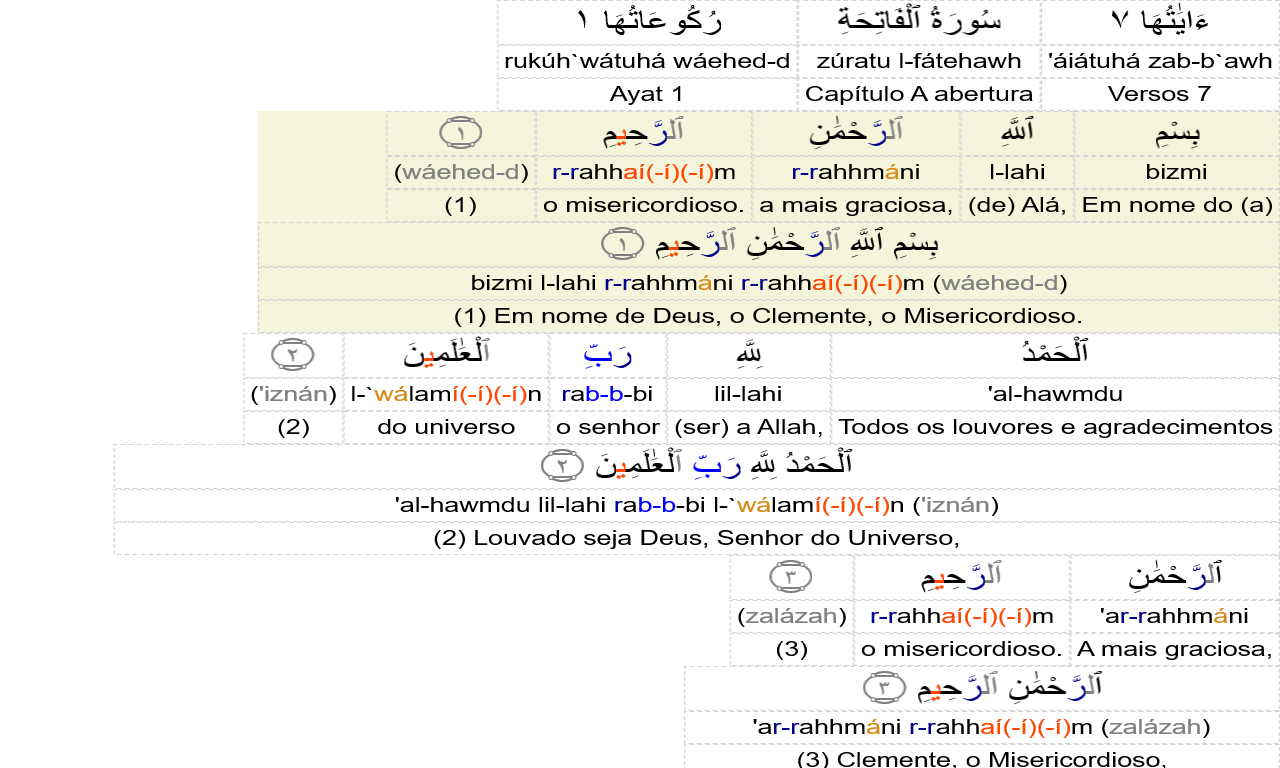 ءَايَٰتُهَا ٧ سُورَةُ ٱلْفَاتِحَةِ رُكُوعَاتُهَا ١
'áiátuhá zab-b`awh zúratu l-fátehawh rukúh`wátuhá wáehed-d
Versos 7 Capítulo A abertura Ayat 1
بِسْمِ ٱللَّهِ ٱلرَّحْمَٰنِ ٱلرَّحِيمِ ١
bizmi l-lahi r-rahhmáni r-rahhaí(-í)(-í)m (wáehed-d)
Em nome do (a) (de) Alá, a mais graciosa, o misericordioso. (1)
بِسْمِ ٱللَّهِ ٱلرَّحْمَٰنِ ٱلرَّحِيمِ ١
bizmi l-lahi r-rahhmáni r-rahhaí(-í)(-í)m (wáehed-d)
(1) Em nome de Deus, o Clemente, o Misericordioso.
ٱلْحَمْدُ لِلَّهِ رَبِّ ٱلْعَٰلَمِينَ ٢
'al-hawmdu lil-lahi rab-b-bi l-`wálamí(-í)(-í)n ('iznán)
Todos os louvores e agradecimentos (ser) a Allah, o senhor do universo (2)
ٱلْحَمْدُ لِلَّهِ رَبِّ ٱلْعَٰلَمِينَ ٢
'al-hawmdu lil-lahi rab-b-bi l-`wálamí(-í)(-í)n ('iznán)
(2) Louvado seja Deus, Senhor do Universo,
ٱلرَّحْمَٰنِ ٱلرَّحِيمِ ٣
'ar-rahhmáni r-rahhaí(-í)(-í)m (zalázah)
A mais graciosa, o misericordioso. (3)
ٱلرَّحْمَٰنِ ٱلرَّحِيمِ ٣
'ar-rahhmáni r-rahhaí(-í)(-í)m (zalázah)
(3) Clemente, o Misericordioso,